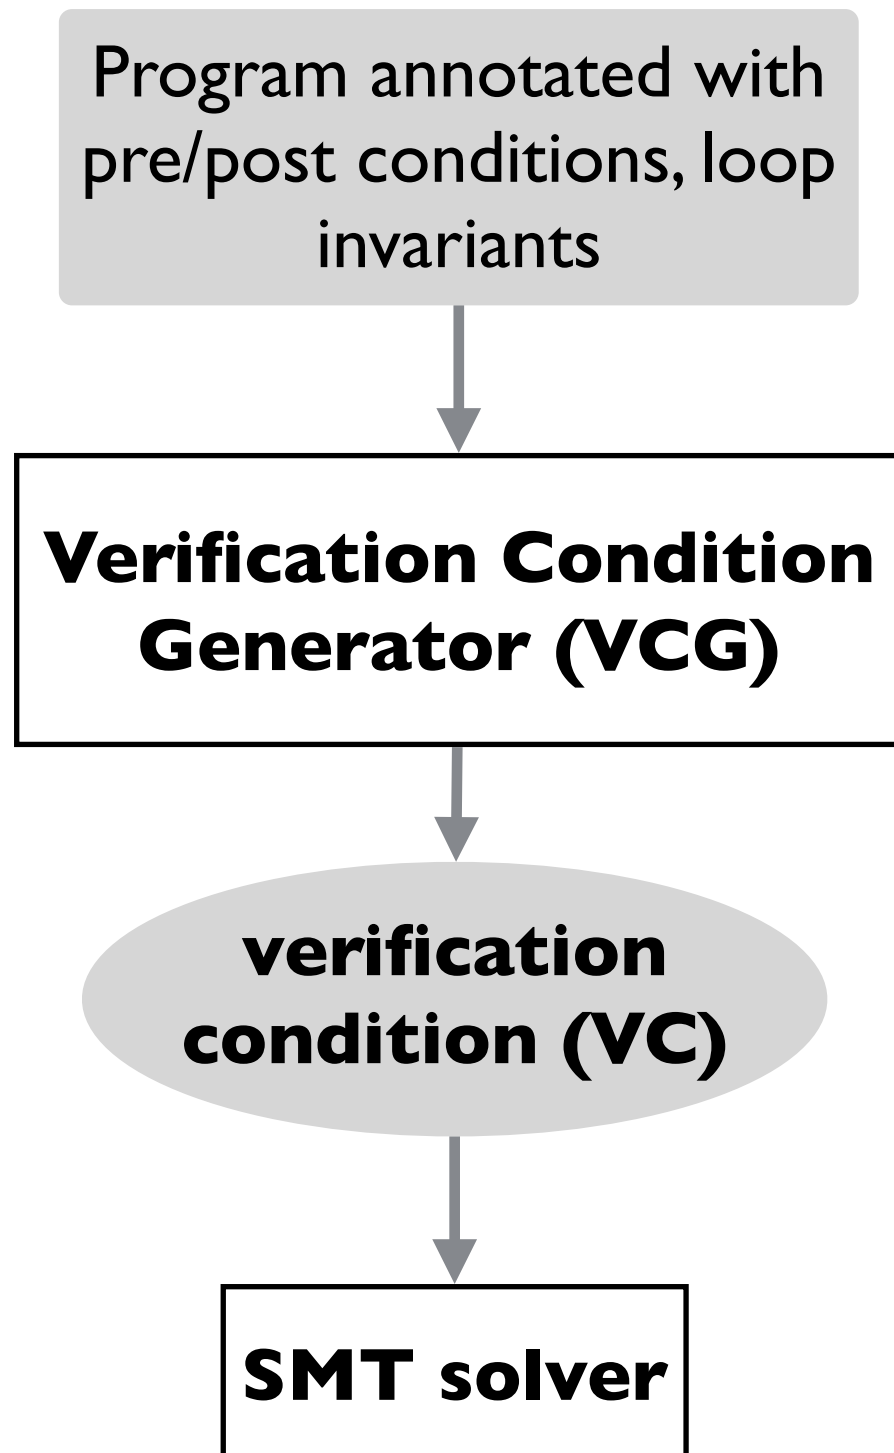 Program annotated with
pre/post conditions, loop
invariants
Verification Condition
Generator (VCG)
verification
condition (VC)
SMT solver